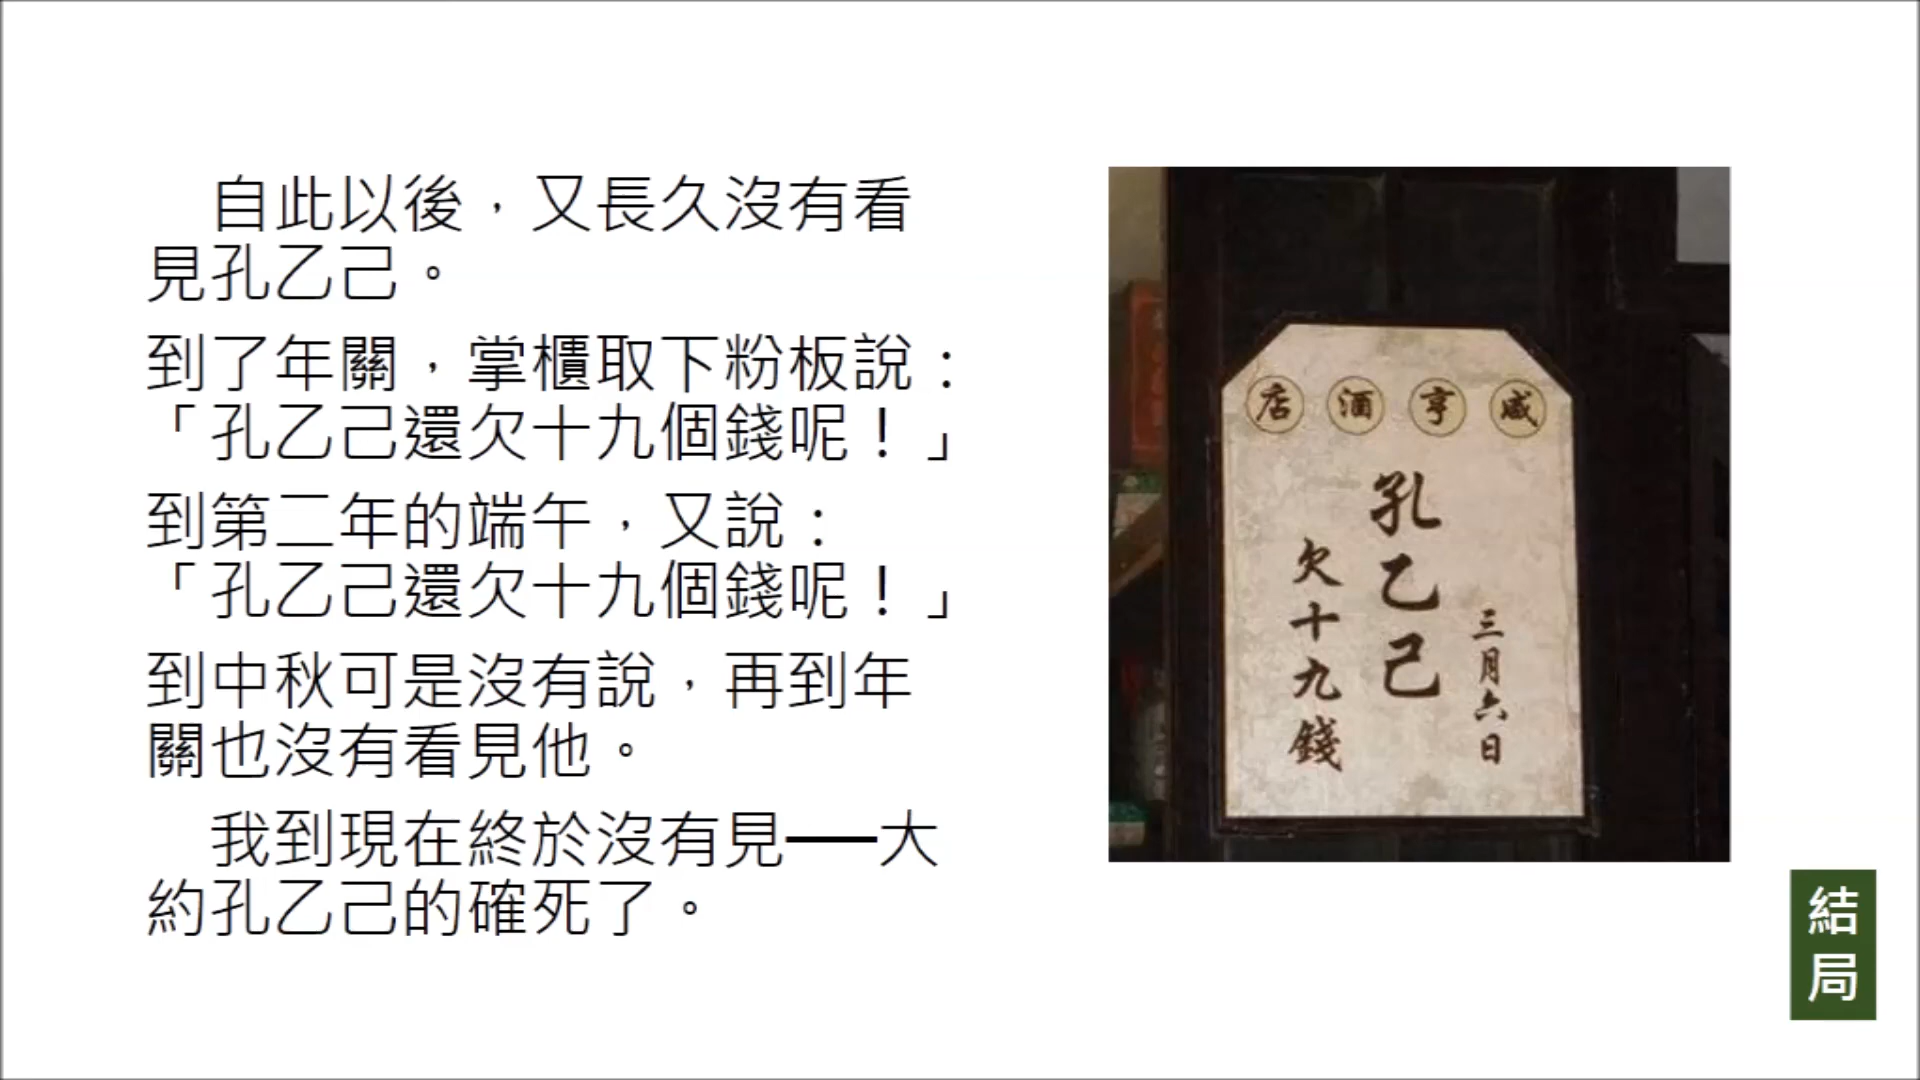 自此以後，又長久沒有看
見孔乙己。
到了年關，掌櫃取下粉板說：
「孔乙己還欠十九個錢呢！」
到第二年的端午，又說：
「孔乙己還欠十九個錢呢！」
到中秋可是沒有說，再到年
關也沒有看見他。
我到現在終於沒有見──大
約孔乙己的確死了。
咸亨酒店
三月六日
孔乙己
欠十九錢
結局